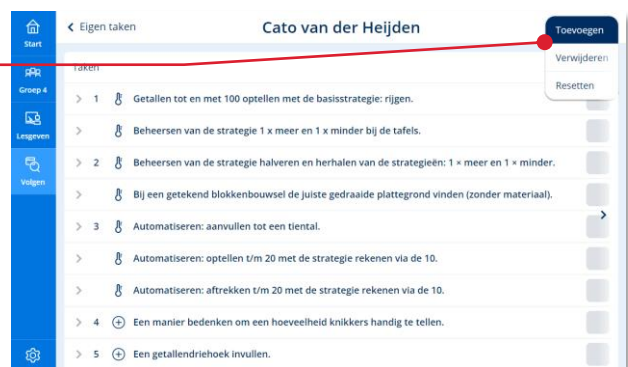 Start
Groep 4
Lesgeven
Volgen
Eigen taken
Cato van der Heijden
Toevoegen
Verwijderen
Resetten
Taken
1 Getallen tot en met 100 optellen met de basisstrategie: rijgen.
Beheersen van de strategie 1 x meer en 1 x minder bij de tafels.
2 Beheersen van de strategie halveren en herhalen van de strategieën: 1 × meer en 1 × minder.
Bij een getekend blokkenbouwsel de juiste gedraaide plattegrond vinden (zonder materiaal).
3 Automatiseren: aanvullen tot een tiental.
Automatiseren: optellen t/m 20 met de strategie rekenen via de 10.
Automatiseren: aftrekken t/m 20 met de strategie rekenen via de 10.
4 Een manier bedenken om een hoeveelheid knikkers handig te tellen.
5 Een getallendriehoek invullen.